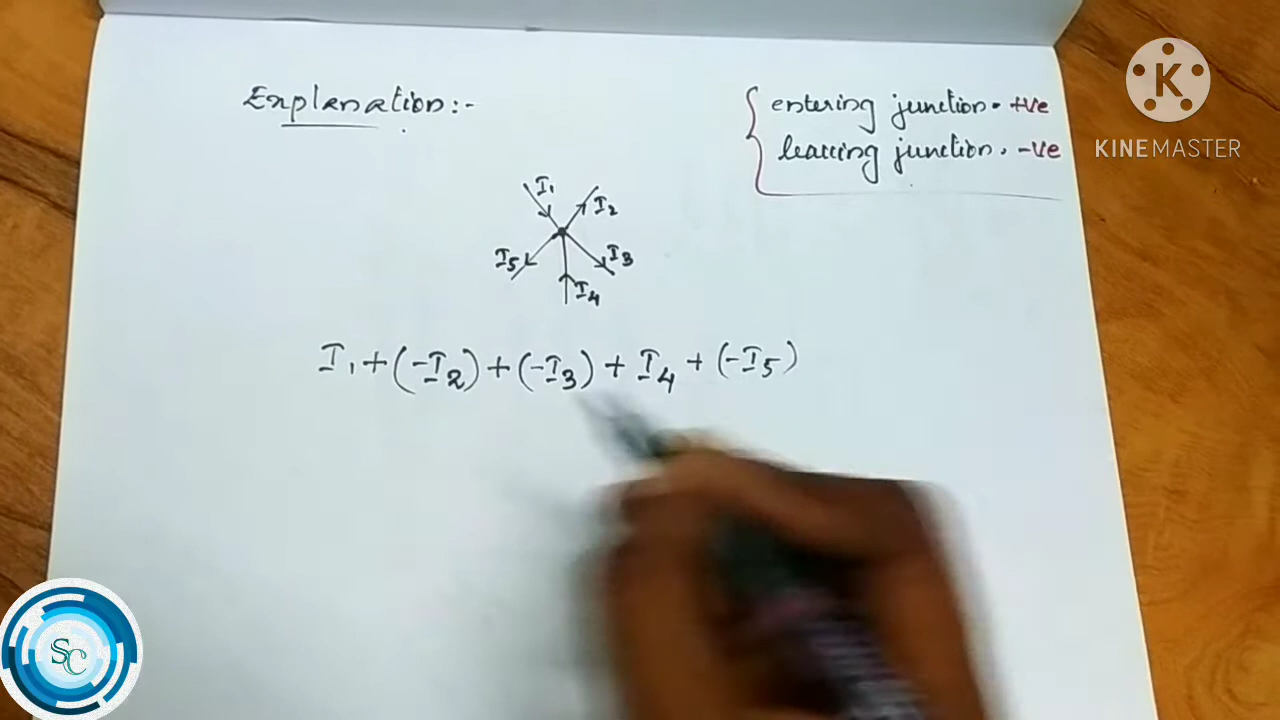 Explanation:-
entering junction - +ve
leaving junction. -ve
KINEMASTER
K
I1
I2
I5
I3
I4
I1 + (-I2) + (-I3) + I4 + (-I5)
SC